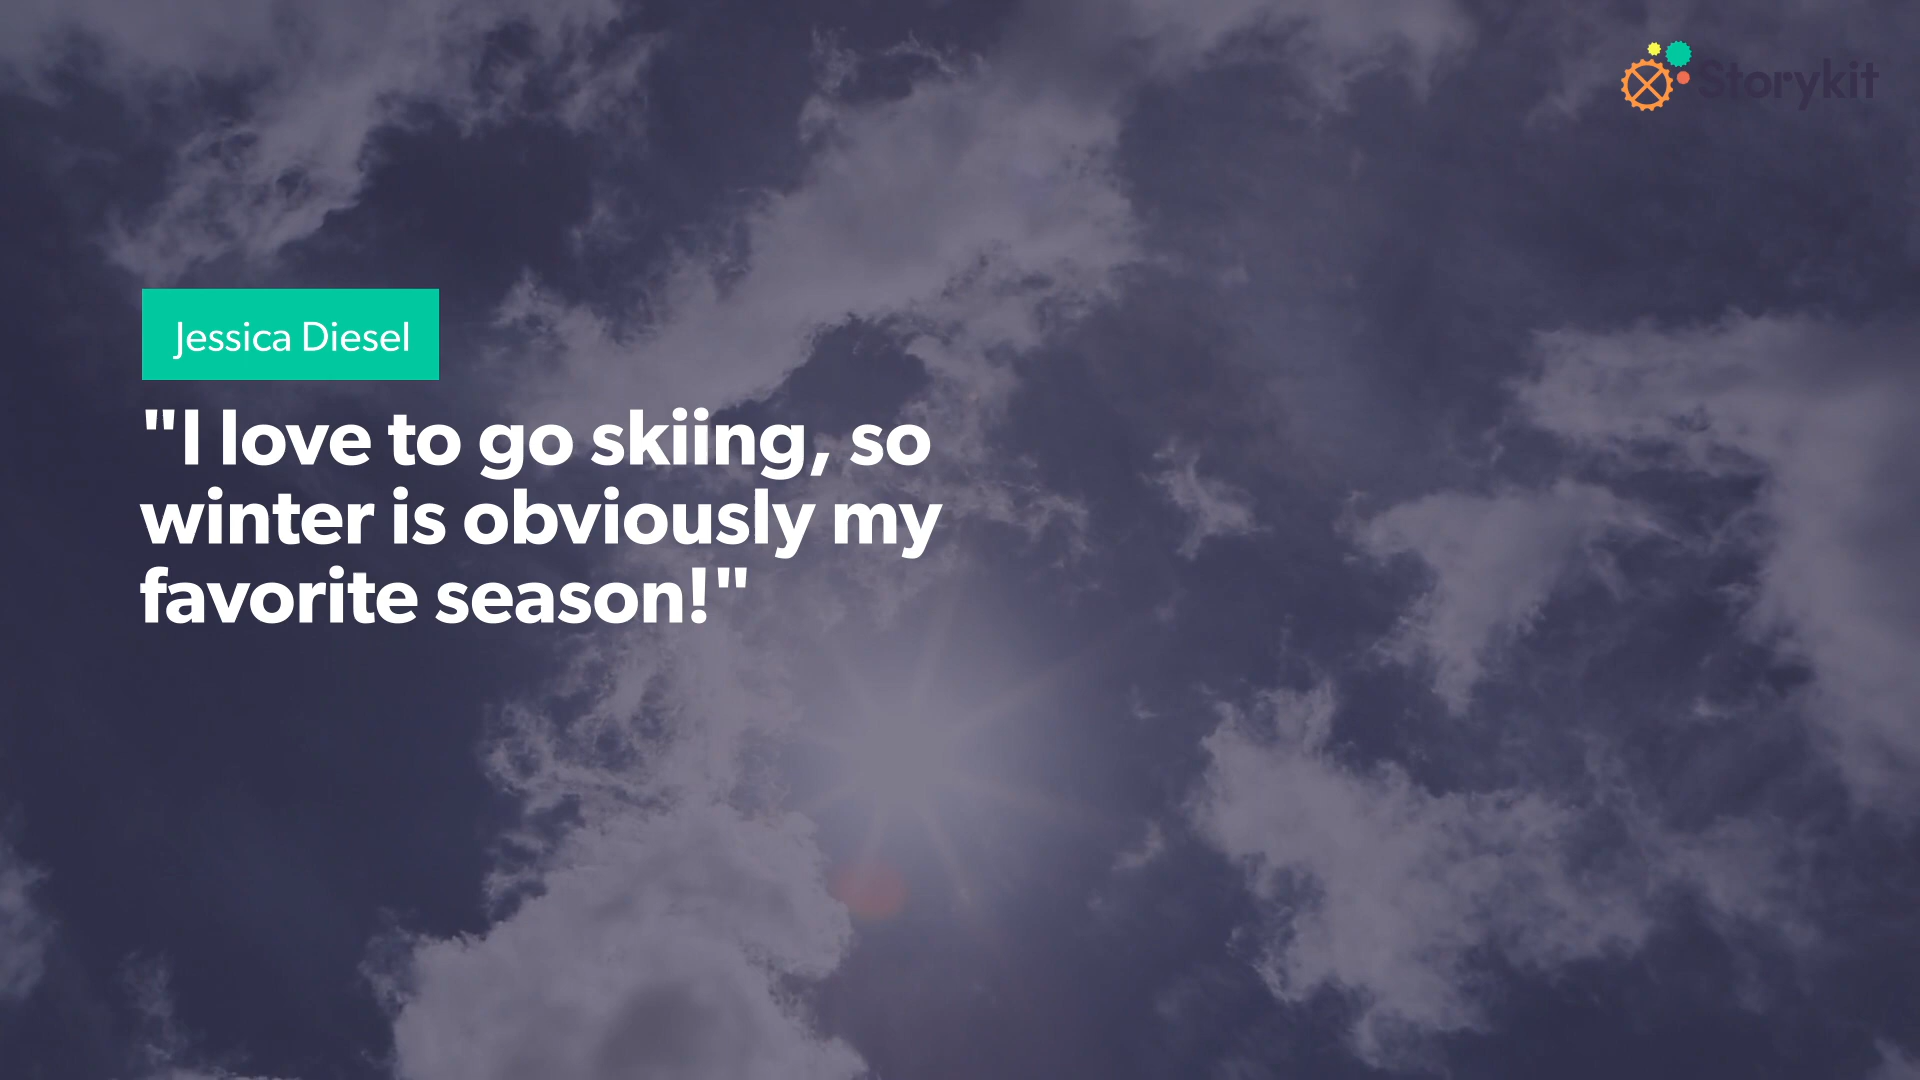 Storykit
Jessica Diesel
"I love to go skiing, so
winter is obviously my
favorite season!"